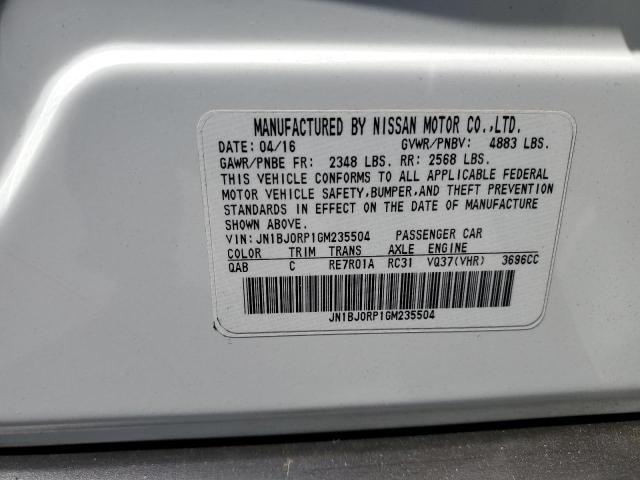 MANUFACTURED BY NISSAN MOTOR CO.,LTD.
DATE: 04/16 GVWR/PNBV: 4883 LBS.
GAWR/PNBE FR: 2348 LBS. RR: 2568 LBS.
THIS VEHICLE CONFORMS TO ALL APPLICABLE FEDERAL
MOTOR VEHICLE SAFETY,BUMPER,AND THEFT PREVENTION
STANDARDS IN EFFECT ON THE DATE OF MANUFACTURE
SHOWN ABOVE.
VIN: JN1BJ0RP1GM235504 PASSENGER CAR
COLOR TRIM TRANS AXLE ENGINE
QAB C RE7R01A RC31 VQ37(VHR) 3696CC
JN1BJ0RP1GM235504